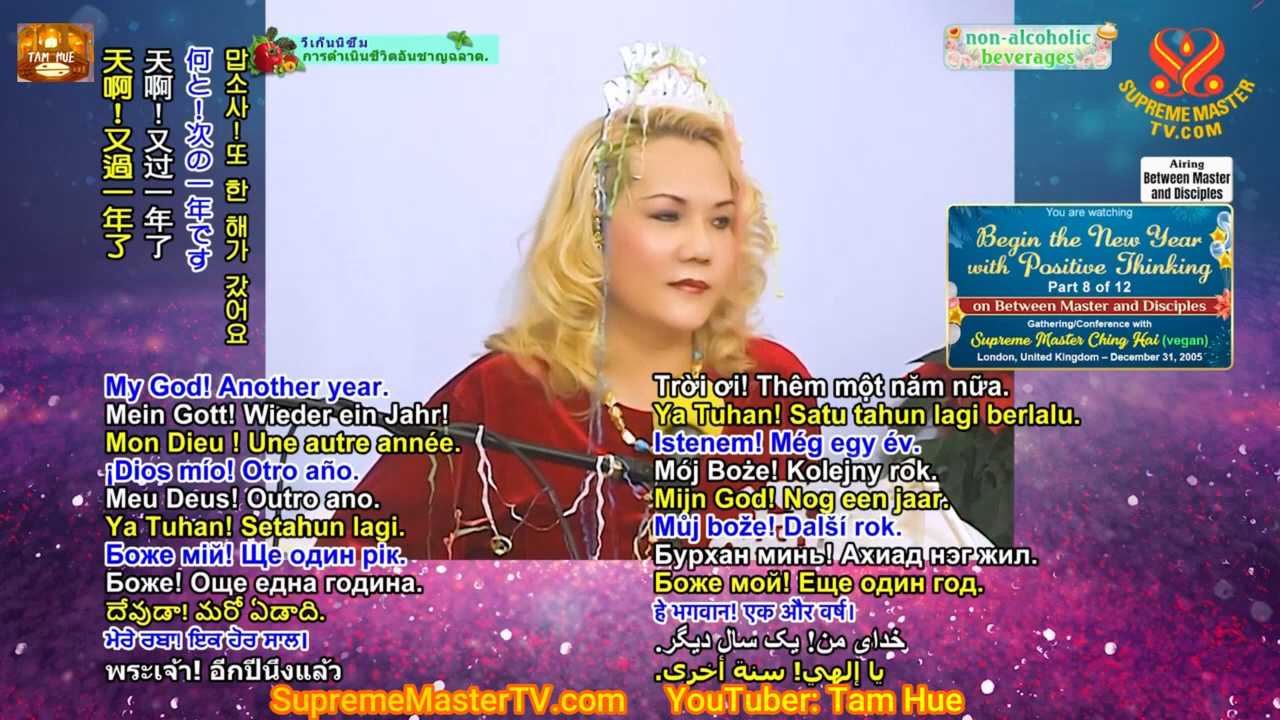 TAM HUE
วีเก้นนิซึ่ม
การดำเนินชีวิตอันชาญฉลาด.
non-alcoholic
beverages
SUPREME MASTER
TV.COM
Airing
Between Master
and Disciples
You are watching
Begin the New Year
with Positive Thinking
Part 8 of 12
on Between Master and Disciples
Gathering/Conference with
Supreme Master Ching Hai (vegan)
London, United Kingdom – December 31, 2005
맙소사! 또 한 해가 갔어요
何と！次の一年です
天啊！又过一年了
天啊！又過一年了
My God! Another year.
Mein Gott! Wieder ein Jahr!
Mon Dieu ! Une autre année.
¡Dios mío! Otro año.
Meu Deus! Outro ano.
Ya Tuhan! Setahun lagi.
Боже мій! Ще один рік.
Боже! Още една година.
దేవుడా! మరో ఏడాది.
ਮੇਰੇ ਰਬਾ! ਇਕ ਹੋਰ ਸਾਲ।
พระเจ้า! อีกปีนึงแล้ว
Trời ơi! Thêm một năm nữa.
Ya Tuhan! Satu tahun lagi berlalu.
Istenem! Még egy év.
Mój Boże! Kolejny rok.
Mijn God! Nog een jaar.
Můj bože! Další rok.
Бурхан минь! Ахиад нэг жил.
Боже мой! Еще один год.
हे भगवान! एक और वर्ष।
خدای من! یک سال دیگر.
يا إلهي! سنة أخرى.
SupremeMasterTV.com
YouTuber: Tam Hue